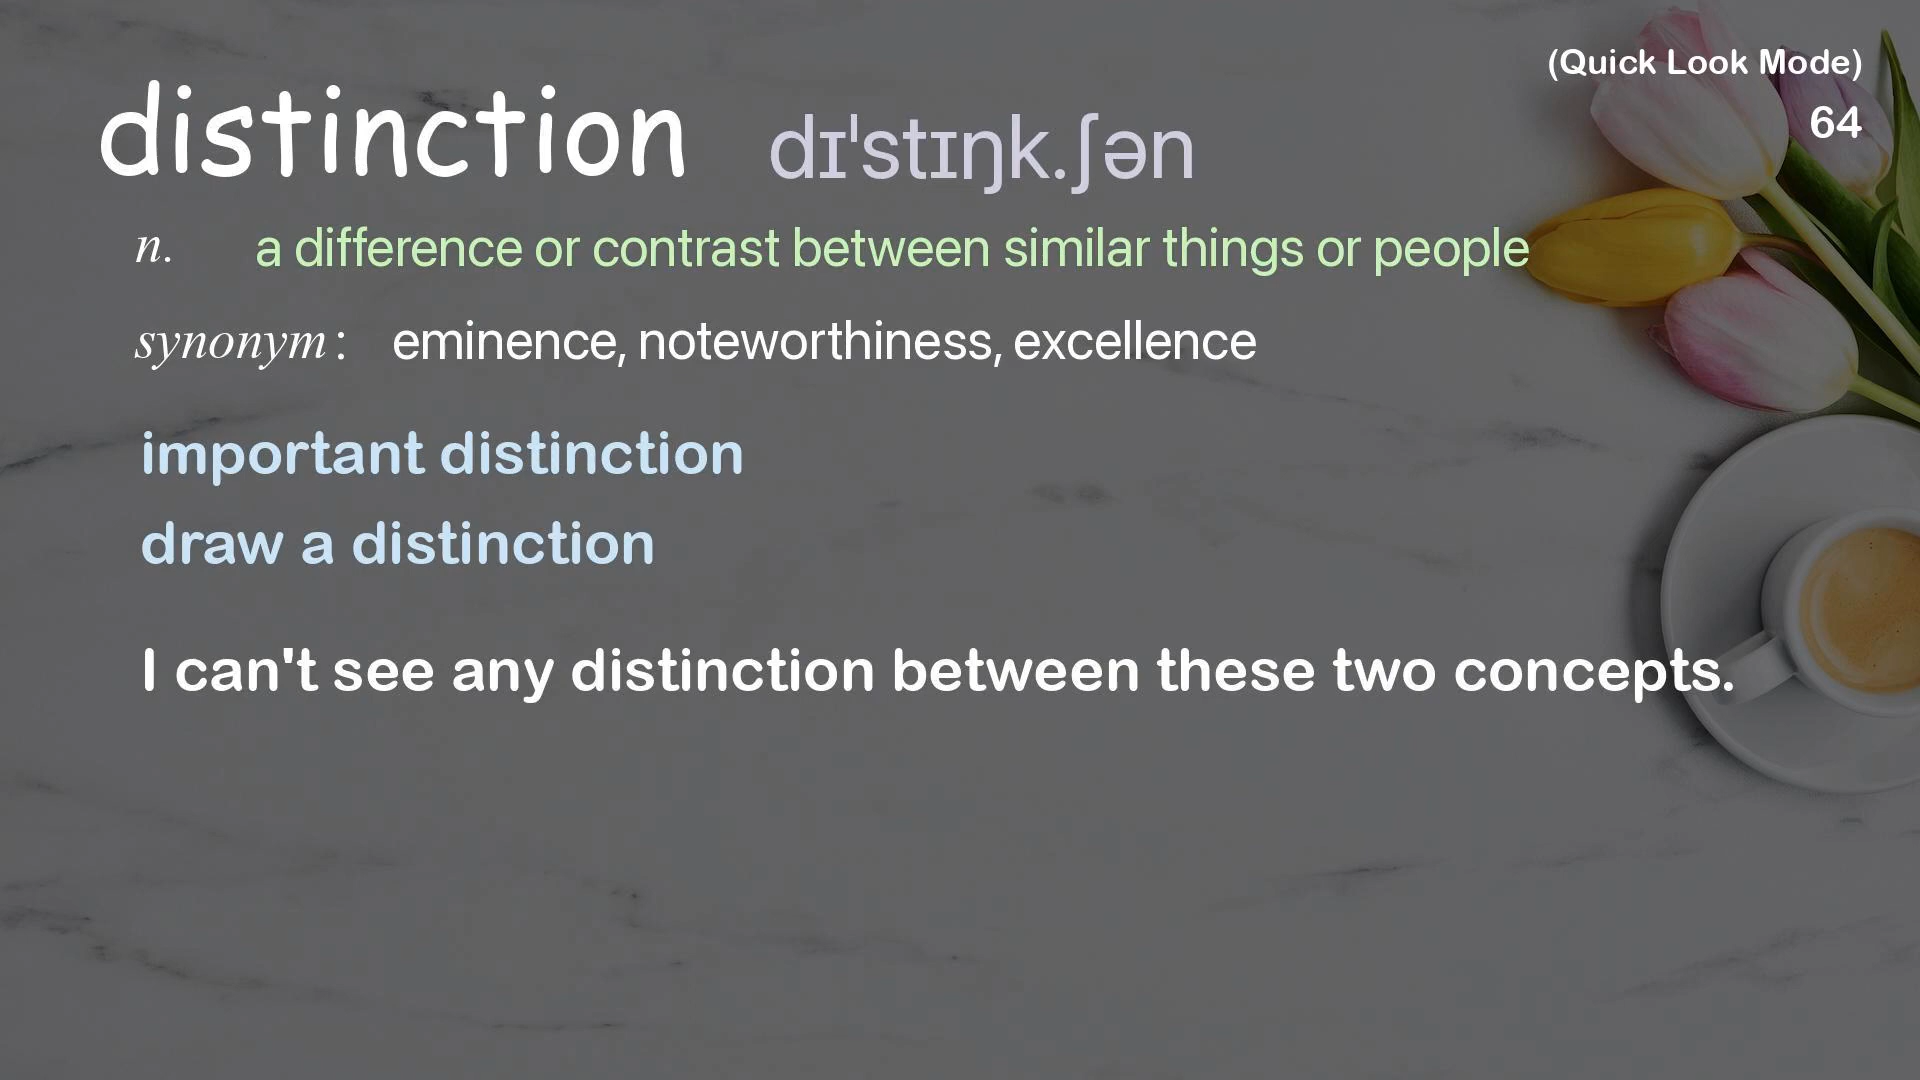 (Quick Look Mode)
64
distinction dɪˈstɪŋk.ʃən
n. a difference or contrast between similar things or people
synonym: eminence, noteworthiness, excellence
important distinction
draw a distinction
I can't see any distinction between these two concepts.